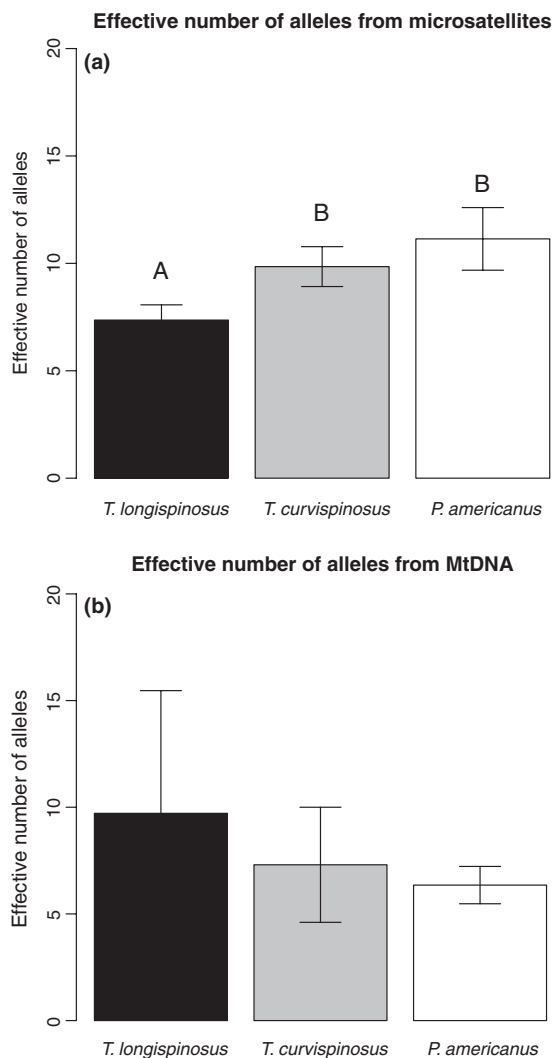 Effective number of alleles from microsatellites
(a)
Effective number of alleles
20
15
10
5
0
A
B
B
T. longispinosus T. curvispinosus P. americanus
Effective number of alleles from MtDNA
(b)
Effective number of alleles
20
15
10
5
0
T. longispinosus T. curvispinosus P. americanus